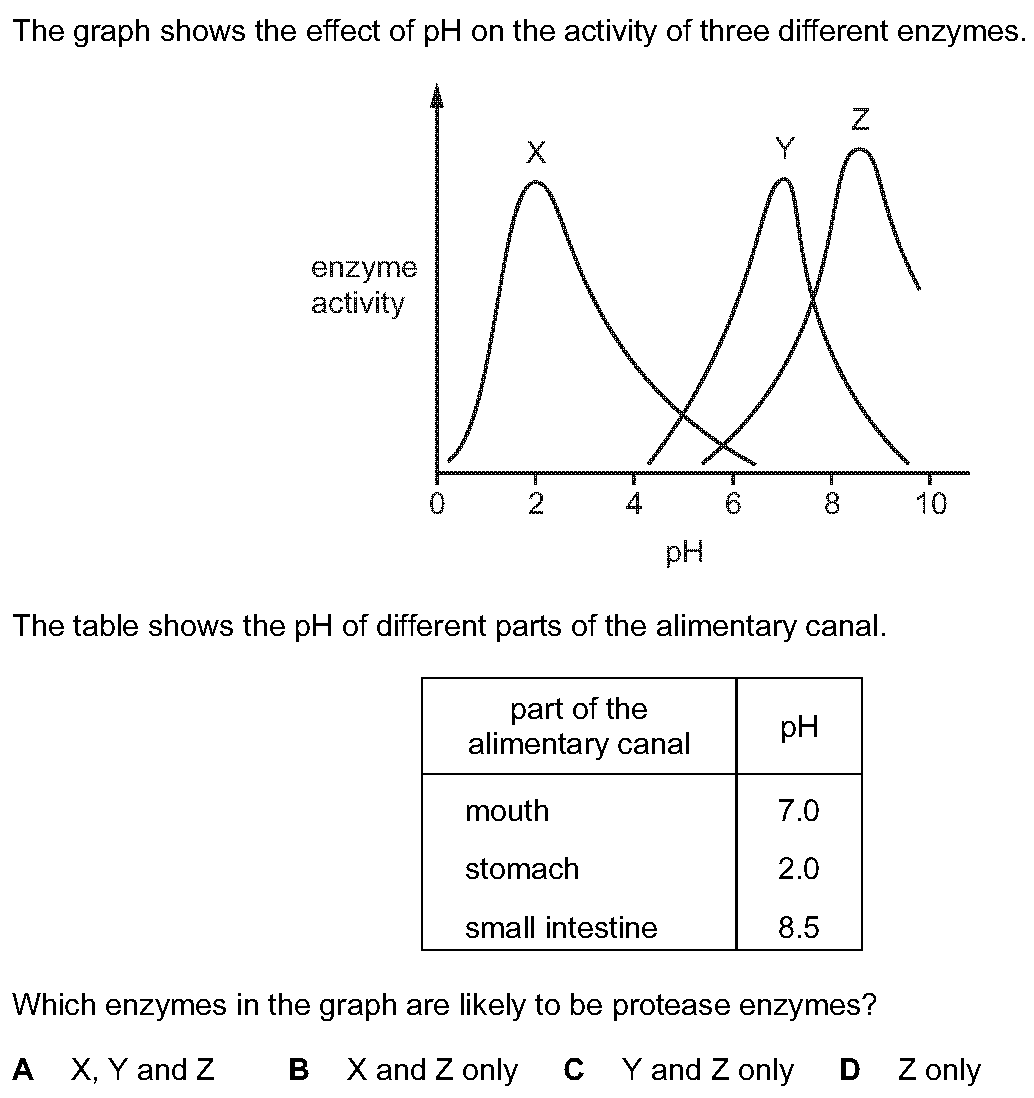 The graph shows the effect of pH on the activity of three different enzymes.
X
Y
Z
enzyme
activity
0 2 4 6 8 10
pH
The table shows the pH of different parts of the alimentary canal.
part of the
alimentary canal
pH
mouth 7.0
stomach 2.0
small intestine 8.5
Which enzymes in the graph are likely to be protease enzymes?
A X, Y and Z B X and Z only C Y and Z only D Z only